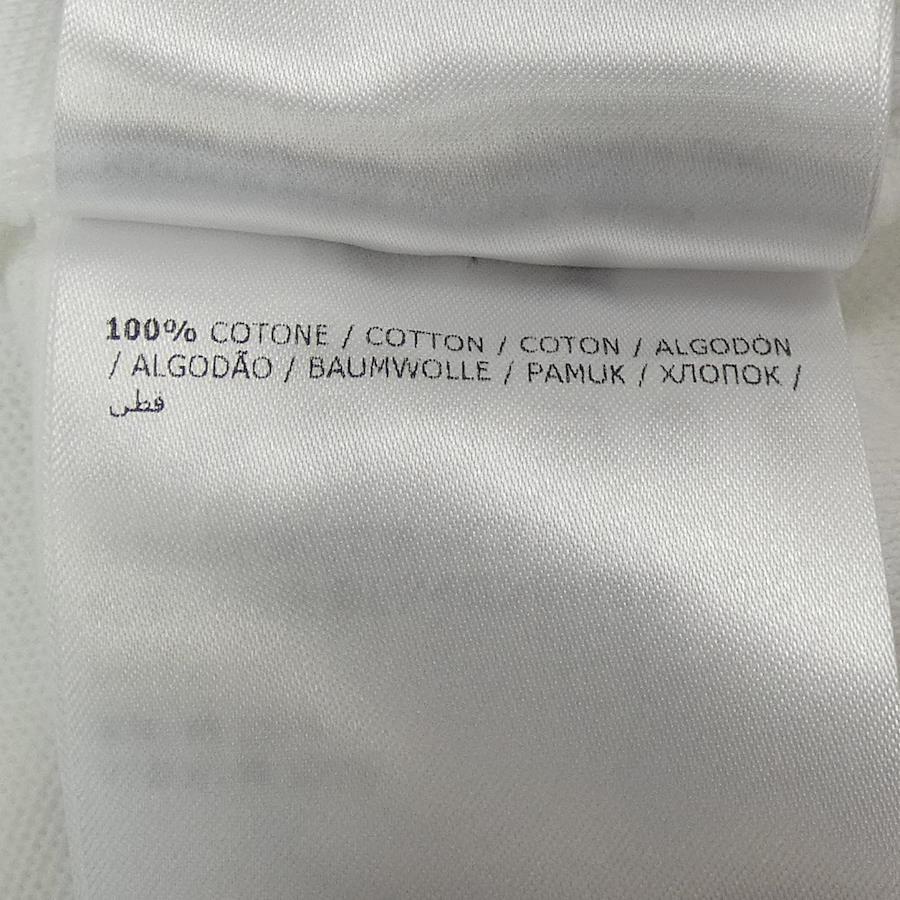 100% COTONE / COTTON / COTON / ALGODÓN
/ ALGODÃO / BAUMWOLLE / PAMUK / ХЛОПОК /
قطن